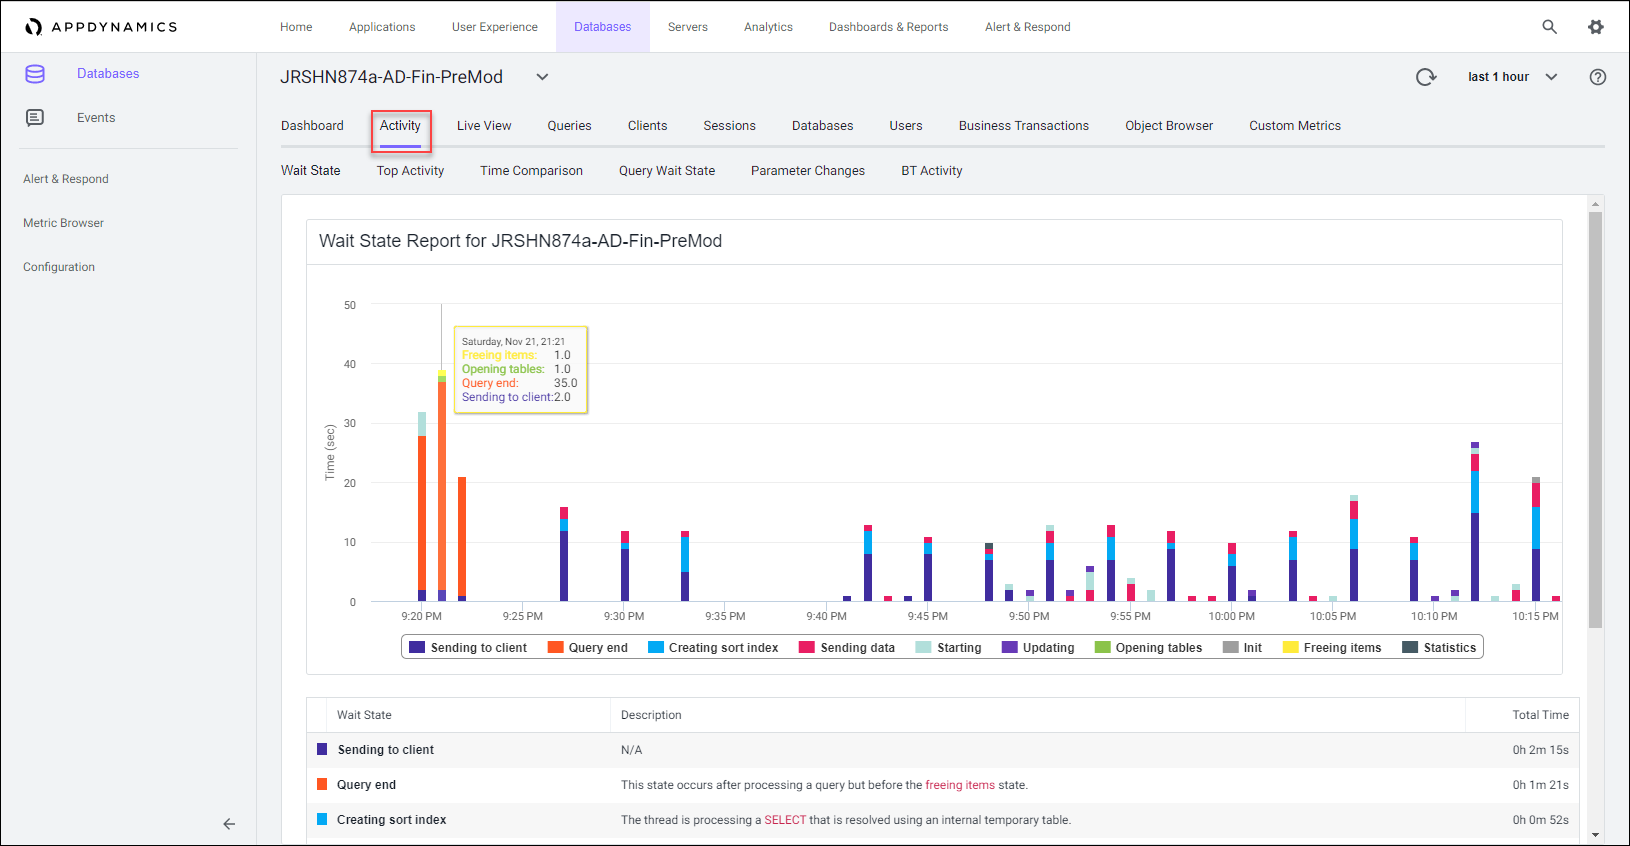 APPDYNAMICS
Home Applications User Experience Databases Servers Analytics Dashboards & Reports Alert & Respond
Databases
Events
Alert & Respond
Metric Browser
Configuration
JRSHN874a-AD-Fin-PreMod
last 1 hour
Dashboard Activity Live View Queries Clients Sessions Databases Users Business Transactions Object Browser Custom Metrics
Wait State Top Activity Time Comparison Query Wait State Parameter Changes BT Activity
Wait State Report for JRSHN874a-AD-Fin-PreMod
Time (sec)
50
40
30
20
10
0
Saturday, Nov 21, 21:21
Freeing items: 1.0
Opening tables: 1.0
Query end: 35.0
Sending to client:2.0
9:20 PM 9:25 PM 9:30 PM 9:35 PM 9:40 PM 9:45 PM 9:50 PM 9:55 PM 10:00 PM 10:05 PM 10:10 PM 10:15 PM
Sending to client Query end Creating sort index Sending data Starting Updating Opening tables Init Freeing items Statistics
Wait State Description Total Time
Sending to client N/A 0h 2m 15s
Query end This state occurs after processing a query but before the freeing items state. 0h 1m 21s
Creating sort index The thread is processing a SELECT that is resolved using an internal temporary table. 0h 0m 52s